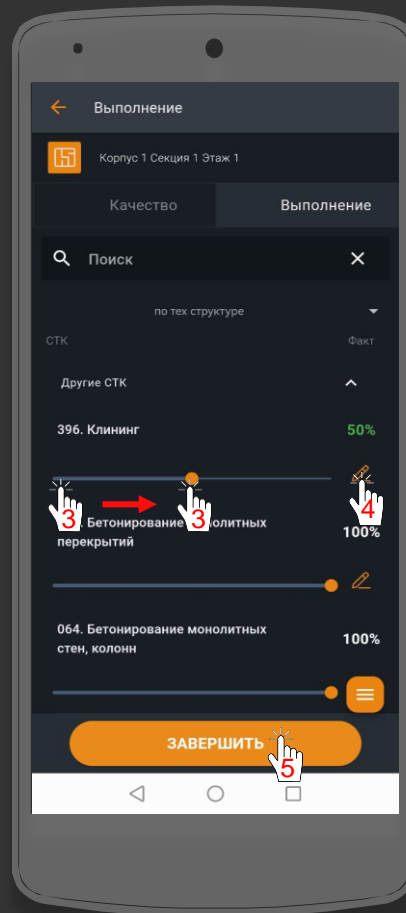 Выполнение
Корпус 1 Секция 1 Этаж 1
Качество
Выполнение
Поиск
по тех структуре
СТК
Факт
Другие СТК
396. Клининг
50%
3
3
4
. Бетонирование
олитных
перекрытий
100%
064. Бетонирование монолитных
стен, колонн
100%
ЗАВЕРШИТЬ
5